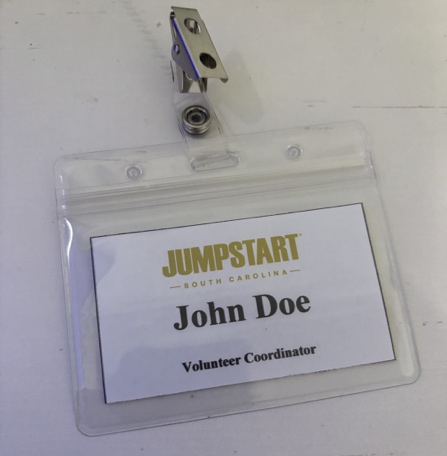 JUMPSTART
SOUTH CAROLINA
John Doe
Volunteer Coordinator